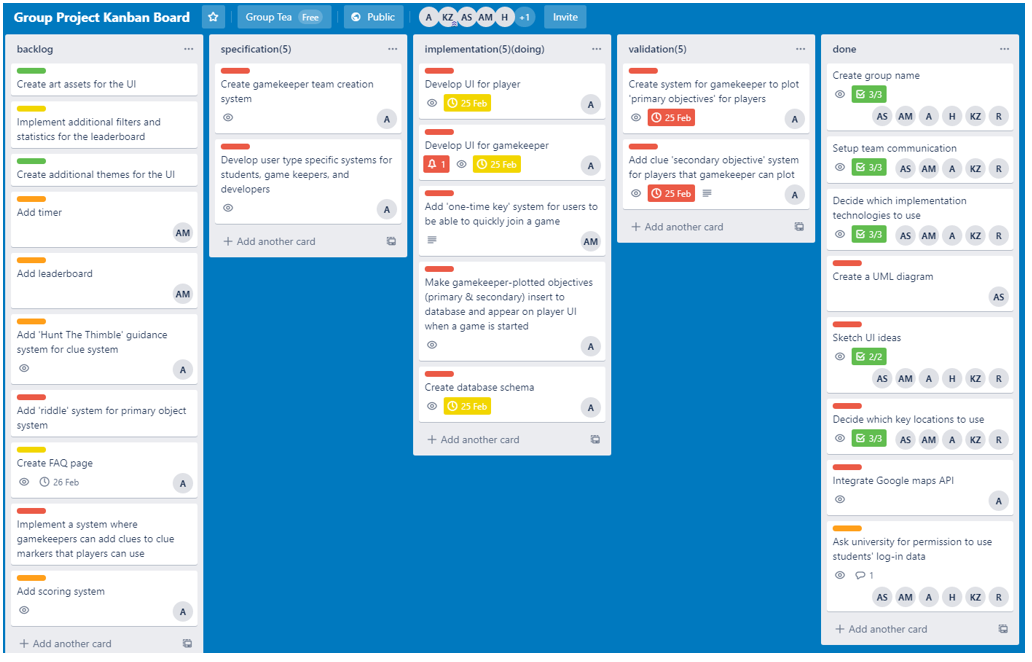 Group Project Kanban Board
Group Tea Free
Public
A KZ AS AM H +1
Invite
backlog
Create art assets for the UI
Implement additional filters and
statistics for the leaderboard
Create additional themes for the UI
Add timer
AM
Add leaderboard
AM
Add 'Hunt The Thimble' guidance
system for clue system
A
Add 'riddle' system for primary object
system
Create FAQ page
26 Feb
A
Implement a system where
gamekeepers can add clues to clue
markers that players can use
Add scoring system
A
+ Add another card
specification(5)
Create gamekeeper team creation
system
A
Develop user type specific systems for
students, game keepers, and
developers
A
+ Add another card
implementation(5)(doing)
Develop UI for player
25 Feb
A
Develop UI for gamekeeper
1 25 Feb
A
Add 'one-time key' system for users to
be able to quickly join a game
AM
Make gamekeeper-plotted objectives
(primary & secondary) insert to
database and appear on player UI
when a game is started
A
Create database schema
25 Feb
A
+ Add another card
validation(5)
Create system for gamekeeper to plot
'primary objectives' for players
25 Feb
A
Add clue 'secondary objective' system
for players that gamekeeper can plot
25 Feb
A
+ Add another card
done
Create group name
3/3
AS AM A H KZ R
Setup team communication
3/3 AS AM A KZ R
Decide which implementation
technologies to use
3/3 AS AM A KZ R
Create a UML diagram
AS
Sketch UI ideas
2/2
AS AM A H KZ R
Decide which key locations to use
3/3 AS AM A KZ R
Integrate Google maps API
A
Ask university for permission to use
students' log-in data
1
AS AM A H KZ R
+ Add another card